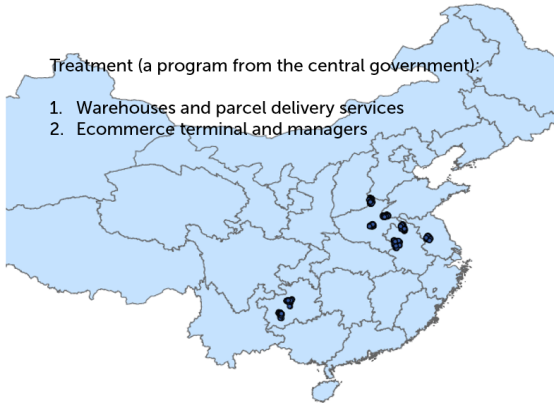 Treatment (a program from the central government):
1. Warehouses and parcel delivery services
2. Ecommerce terminal and managers